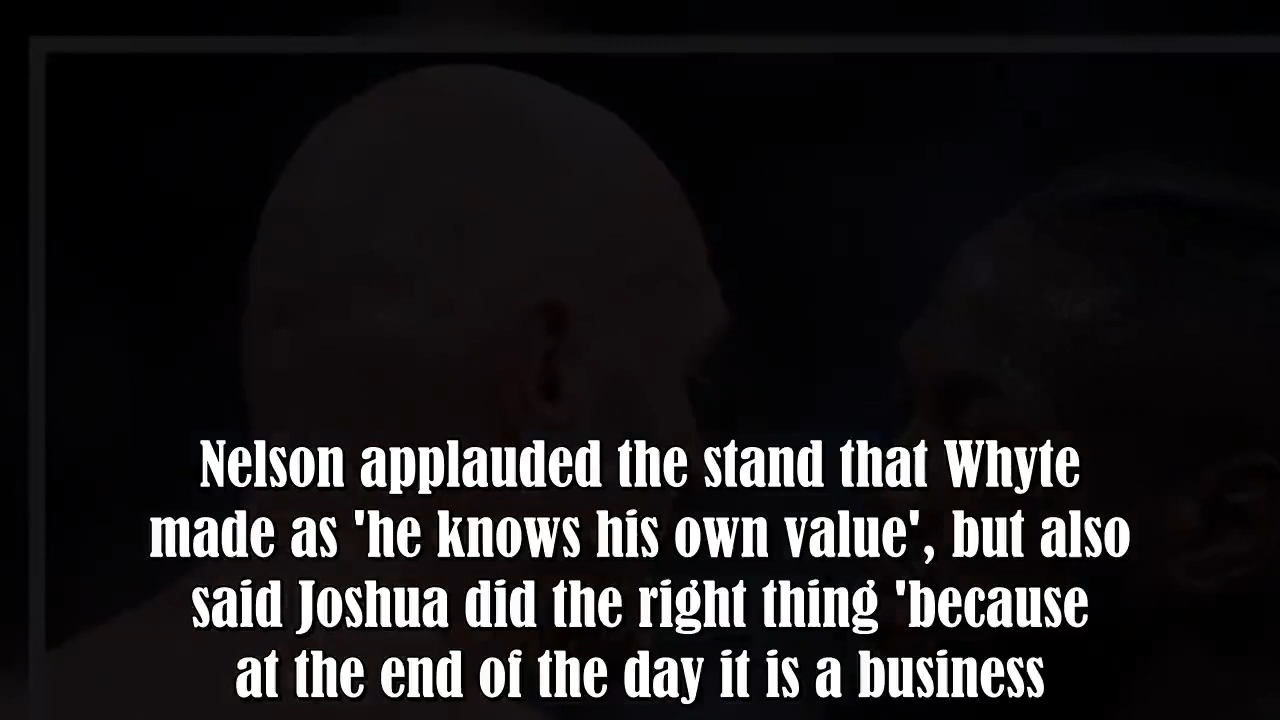 Nelson applauded the stand that Whyte
made as 'he knows his own value', but also
said Joshua did the right thing 'because
at the end of the day it is a business